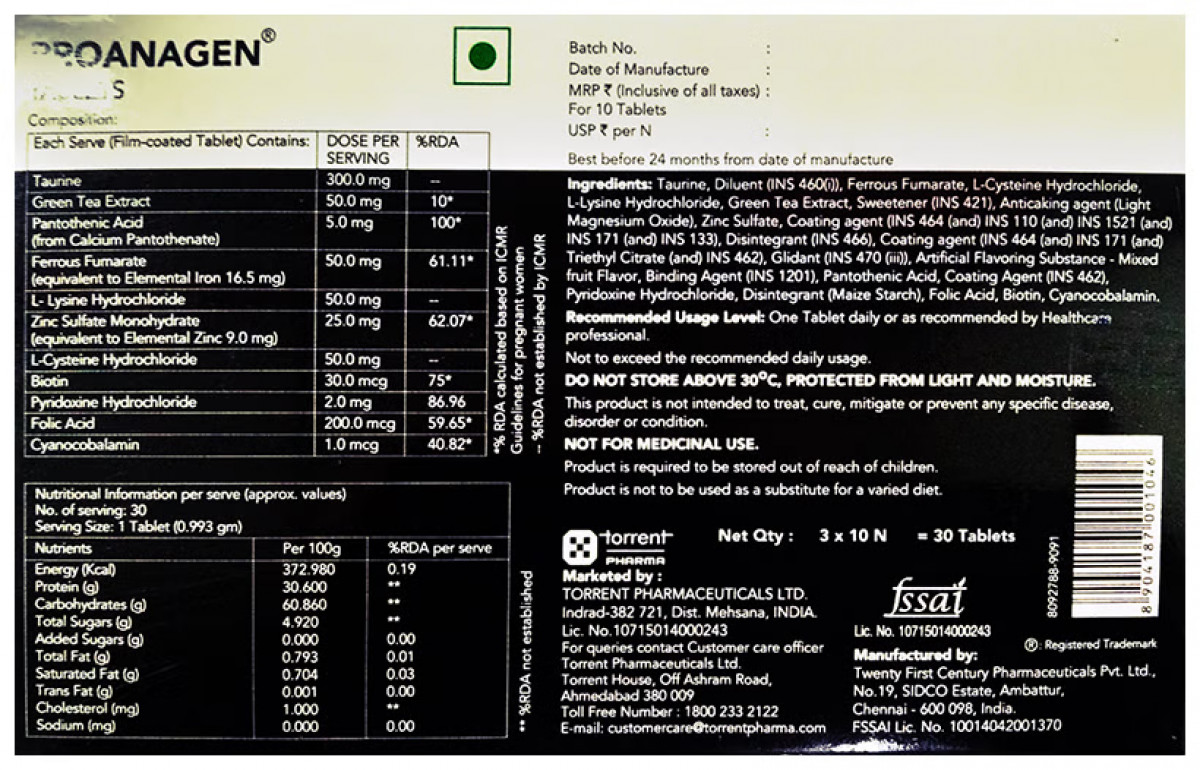 PROANAGEN®
TABLETS
Composition:
Each Serve (Film-coated Tablet) Contains: DOSE PER SERVING %RDA
Taurine 300.0 mg --
Green Tea Extract 50.0 mg 10*
Pantothenic Acid 5.0 mg 100*
(from Calcium Pantothenate)
Ferrous Fumarate 50.0 mg 61.11*
(equivalent to Elemental Iron 16.5 mg)
L- Lysine Hydrochloride 50.0 mg --
Zinc Sulfate Monohydrate 25.0 mg 62.07*
(equivalent to Elemental Zinc 9.0 mg)
L-Cysteine Hydrochloride 50.0 mg --
Biotin 30.0 mcg 75*
Pyridoxine Hydrochloride 2.0 mg 86.96
Folic Acid 200.0 mcg 59.65*
Cyanocobalamin 1.0 mcg 40.82*
*% RDA calculated based on ICMR
Guidelines for pregnant women
-- %RDA not established by ICMR
Nutritional Information per serve (approx. values)
No. of serving: 30
Serving Size: 1 Tablet (0.993 gm)
Nutrients Per 100g %RDA per serve
Energy (Kcal) 372.980 0.19
Protein (g) 30.600 **
Carbohydrates (g) 60.860 **
Total Sugars (g) 4.920 **
Added Sugars (g) 0.000 0.00
Total Fat (g) 0.793 0.01
Saturated Fat (g) 0.704 0.03
Trans Fat (g) 0.001 0.00
Cholesterol (mg) 1.000 **
Sodium (mg) 0.000 0.00
** %RDA not established
Batch No. :
Date of Manufacture :
MRP ₹ (Inclusive of all taxes) :
For 10 Tablets
USP ₹ per N :
Best before 24 months from date of manufacture
Ingredients: Taurine, Diluent (INS 460(i)), Ferrous Fumarate, L-Cysteine Hydrochloride,
L-Lysine Hydrochloride, Green Tea Extract, Sweetener (INS 421), Anticaking agent (Light
Magnesium Oxide), Zinc Sulfate, Coating agent (INS 464 (and) INS 110 (and) INS 1521 (and)
INS 171 (and) INS 133), Disintegrant (INS 466), Coating agent (INS 464 (and) INS 171 (and)
Triethyl Citrate (and) INS 462), Glidant (INS 470 (iii)), Artificial Flavoring Substance - Mixed
fruit Flavor, Binding Agent (INS 1201), Pantothenic Acid, Coating Agent (INS 462),
Pyridoxine Hydrochloride, Disintegrant (Maize Starch), Folic Acid, Biotin, Cyanocobalamin.
Recommended Usage Level: One Tablet daily or as recommended by Healthcare
professional.
Not to exceed the recommended daily usage.
DO NOT STORE ABOVE 30°C, PROTECTED FROM LIGHT AND MOISTURE.
This product is not intended to treat, cure, mitigate or prevent any specific disease,
disorder or condition.
NOT FOR MEDICINAL USE.
Product is required to be stored out of reach of children.
Product is not to be used as a substitute for a varied diet.
torrent
PHARMA
Net Qty : 3 x 10 N = 30 Tablets
Marketed by :
TORRENT PHARMACEUTICALS LTD.
Indrad-382 721, Dist. Mehsana, INDIA.
Lic. No.10715014000243
For queries contact Customer care officer
Torrent Pharmaceuticals Ltd.
Torrent House, Off Ashram Road,
Ahmedabad 380 009
Toll Free Number : 1800 233 2122
E-mail: customercare@torrentpharma.com
fssai
Lic. No. 10715014000243
®: Registered Trademark
Manufactured by:
Twenty First Century Pharmaceuticals Pvt. Ltd.,
No.19, SIDCO Estate, Ambattur,
Chennai - 600 098, India.
FSSAI Lic. No. 10014042001370
8092788-9091
8 904187 001046